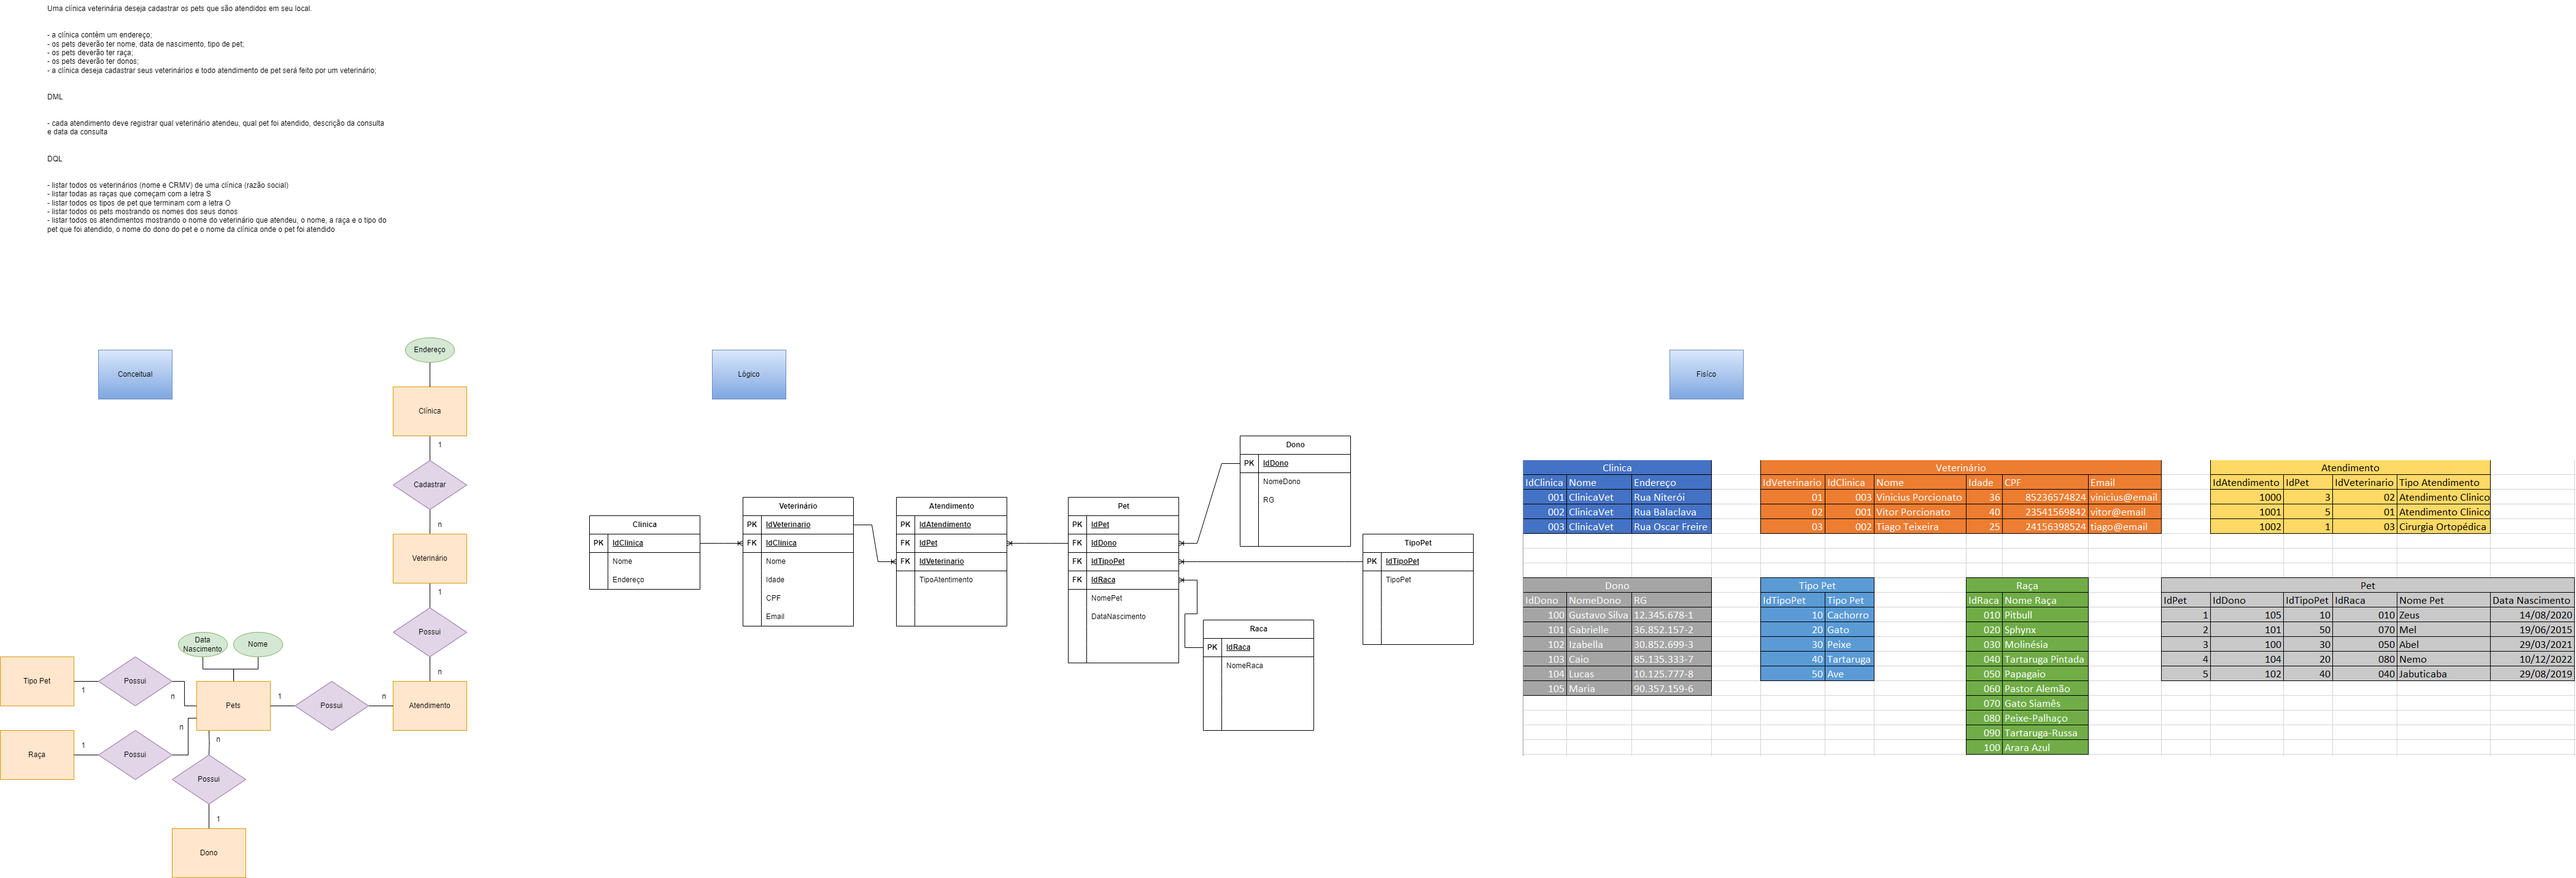 Uma clínica veterinária deseja cadastrar os pets que são atendidos em seu local.
- a clínica contém um endereço;
- os pets deverão ter nome, data de nascimento, tipo de pet;
- os pets deverão ter raça;
- os pets deverão ter donos;
- a clínica deseja cadastrar seus veterinários e todo atendimento de pet será feito por um veterinário;
DML
- cada atendimento deve registrar qual veterinário atendeu, qual pet foi atendido, descrição da consulta
e data da consulta
DQL
- listar todos os veterinários (nome e CRMV) de uma clínica (razão social)
- listar todas as raças que começam com a letra S
- listar todos os tipos de pet que terminam com a letra O
- listar todos os pets mostrando os nomes dos seus donos
- listar todos os atendimentos mostrando o nome do veterinário que atendeu, o nome, a raça e o tipo do
pet que foi atendido, o nome do dono do pet e o nome da clínica onde o pet foi atendido
Conceitual
Endereço
Clínica
1
Cadastrar
n
Veterinário
1
Possui
n
Data
Nascimento
Nome
Tipo Pet
1
Possui
n
Pets
1
Possui
n
Atendimento
Raça
1
Possui
n
n
Possui
1
Dono
Lógico
Clinica
PK IdClinica
Nome
Endereço
Veterinário
PK IdVeterinario
FK IdClinica
Nome
Idade
CPF
Email
Atendimento
PK IdAtendimento
FK IdPet
FK IdVeterinario
TipoAtentimento
Pet
PK IdPet
FK IdDono
FK IdTipoPet
FK IdRaca
NomePet
DataNascimento
Dono
PK IdDono
NomeDono
RG
TipoPet
PK IdTipoPet
TipoPet
Raca
PK IdRaca
NomeRaca
Fisíco
Clinica
IdClinica Nome Endereço
001 ClinicaVet Rua Niterói
002 ClinicaVet Rua Balaclava
003 ClinicaVet Rua Oscar Freire
Veterinário
IdVeterinario IdClinica Nome Idade CPF Email
01 003 Vinicius Porcionato 36 85236574824 vinicius@email
02 001 Vitor Porcionato 40 23541569842 vitor@email
03 002 Tiago Teixeira 25 24156398524 tiago@email
Atendimento
IdAtendimento IdPet IdVeterinario Tipo Atendimento
1000 3 02 Atendimento Clinico
1001 5 01 Atendimento Clinico
1002 1 03 Cirurgia Ortopédica
Dono
IdDono NomeDono RG
100 Gustavo Silva 12.345.678-1
101 Gabrielle 36.852.157-2
102 Izabella 30.852.699-3
103 Caio 85.135.333-7
104 Lucas 10.125.777-8
105 Maria 90.357.159-6
Tipo Pet
IdTipoPet Tipo Pet
10 Cachorro
20 Gato
30 Peixe
40 Tartaruga
50 Ave
Raça
IdRaca Nome Raça
010 Pitbull
020 Sphynx
030 Molinésia
040 Tartaruga Pintada
050 Papagaio
060 Pastor Alemão
070 Gato Siamês
080 Peixe-Palhaço
090 Tartaruga-Russa
100 Arara Azul
Pet
IdPet IdDono IdTipoPet IdRaca Nome Pet Data Nascimento
1 105 10 010 Zeus 14/08/2020
2 101 50 070 Mel 19/06/2015
3 100 30 050 Abel 29/03/2021
4 104 20 080 Nemo 10/12/2021
5 102 40 040 Jabuticaba 29/08/2019